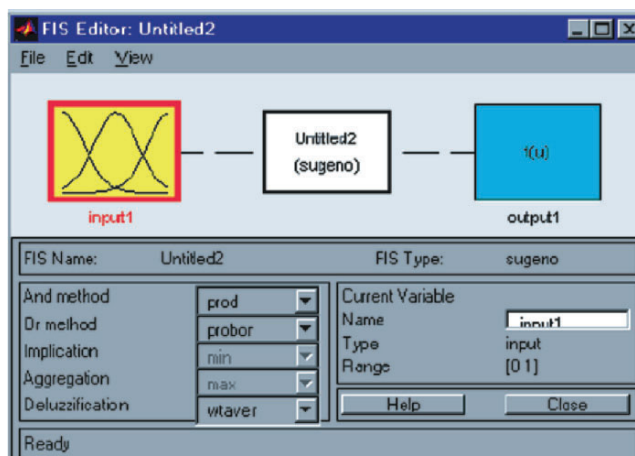 FIS Editor: Untitled2
File Edit View
Untitled2
(sugeno)
f(u)
input1
output1
FIS Name: Untitled2 FIS Type: sugeno
And method prod
Or method probor
Implication min
Aggregation max
Defuzzification wtaver
Current Variable
Name input1
Type input
Range [0 1]
Help Close
Ready